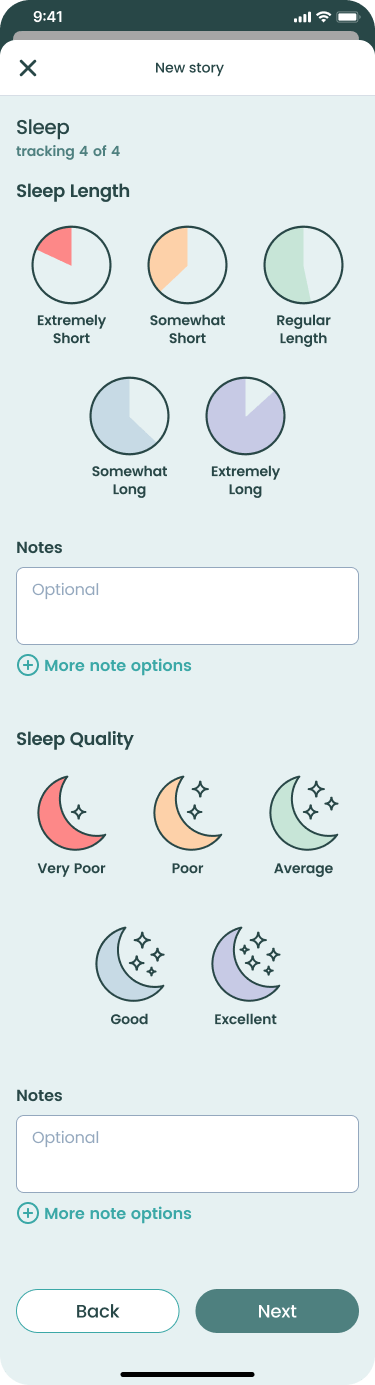 9:41
New story
Sleep
tracking 4 of 4
Sleep Length
Extremely
Short
Somewhat
Short
Regular
Length
Somewhat
Long
Extremely
Long
Notes
Optional
More note options
Sleep Quality
Very Poor
Poor
Average
Good
Excellent
Notes
Optional
More note options
Back
Next